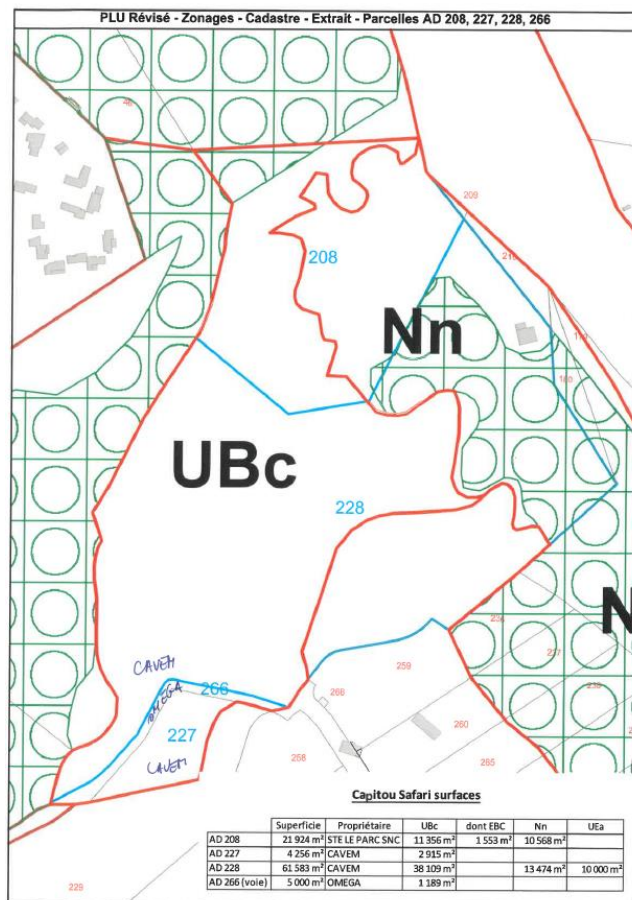 PLU Révisé - Zonages - Cadastre - Extrait - Parcelles AD 208, 227, 228, 266
209
210
208
Nn
180
UBc
228
N
CAVEM
OMEGA
266
259
268
227
260
CAVEM
258
265
229
Capitou Safari surfaces
Superficie Propriétaire UBc dont EBC Nn UEa
AD 208 21 924 m² STE LE PARC SNC 11 356 m² 1 553 m² 10 568 m²
AD 227 4 256 m² CAVEM 2 915 m²
AD 228 61 583 m² CAVEM 38 109 m² 13 474 m² 10 000 m²
AD 266 (voie) 5 000 m² OMEGA 1 189 m²